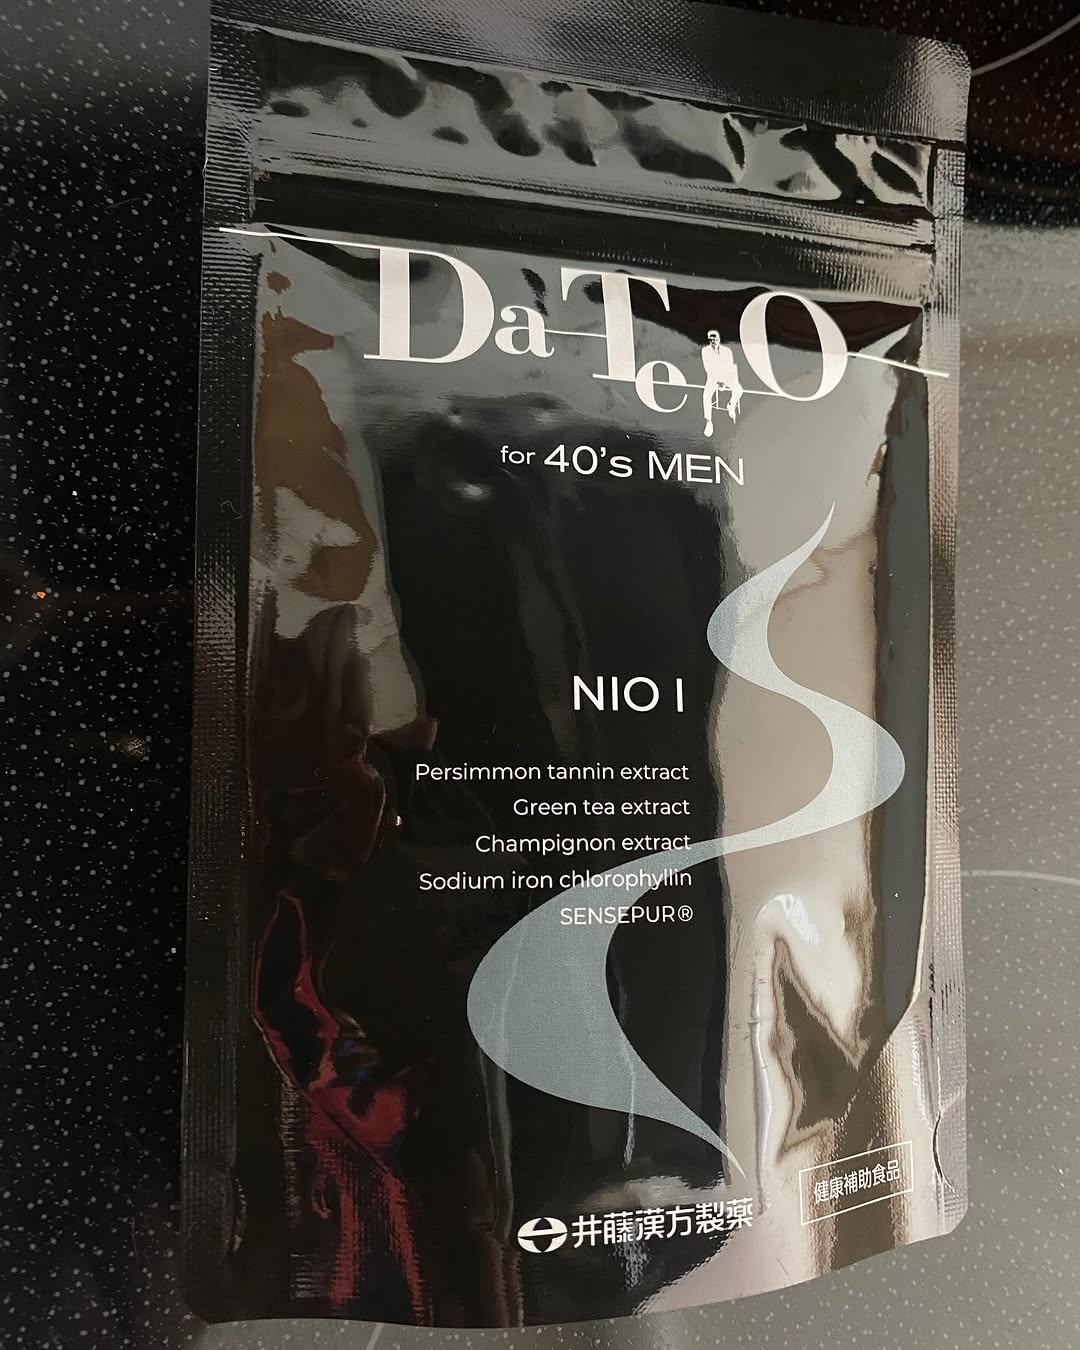 DaTeO
for 40's MEN
NIO I
Persimmon tannin extract
Green tea extract
Champignon extract
Sodium iron chlorophyllin
SENSEPUR®
健康補助食品
井藤漢方製薬